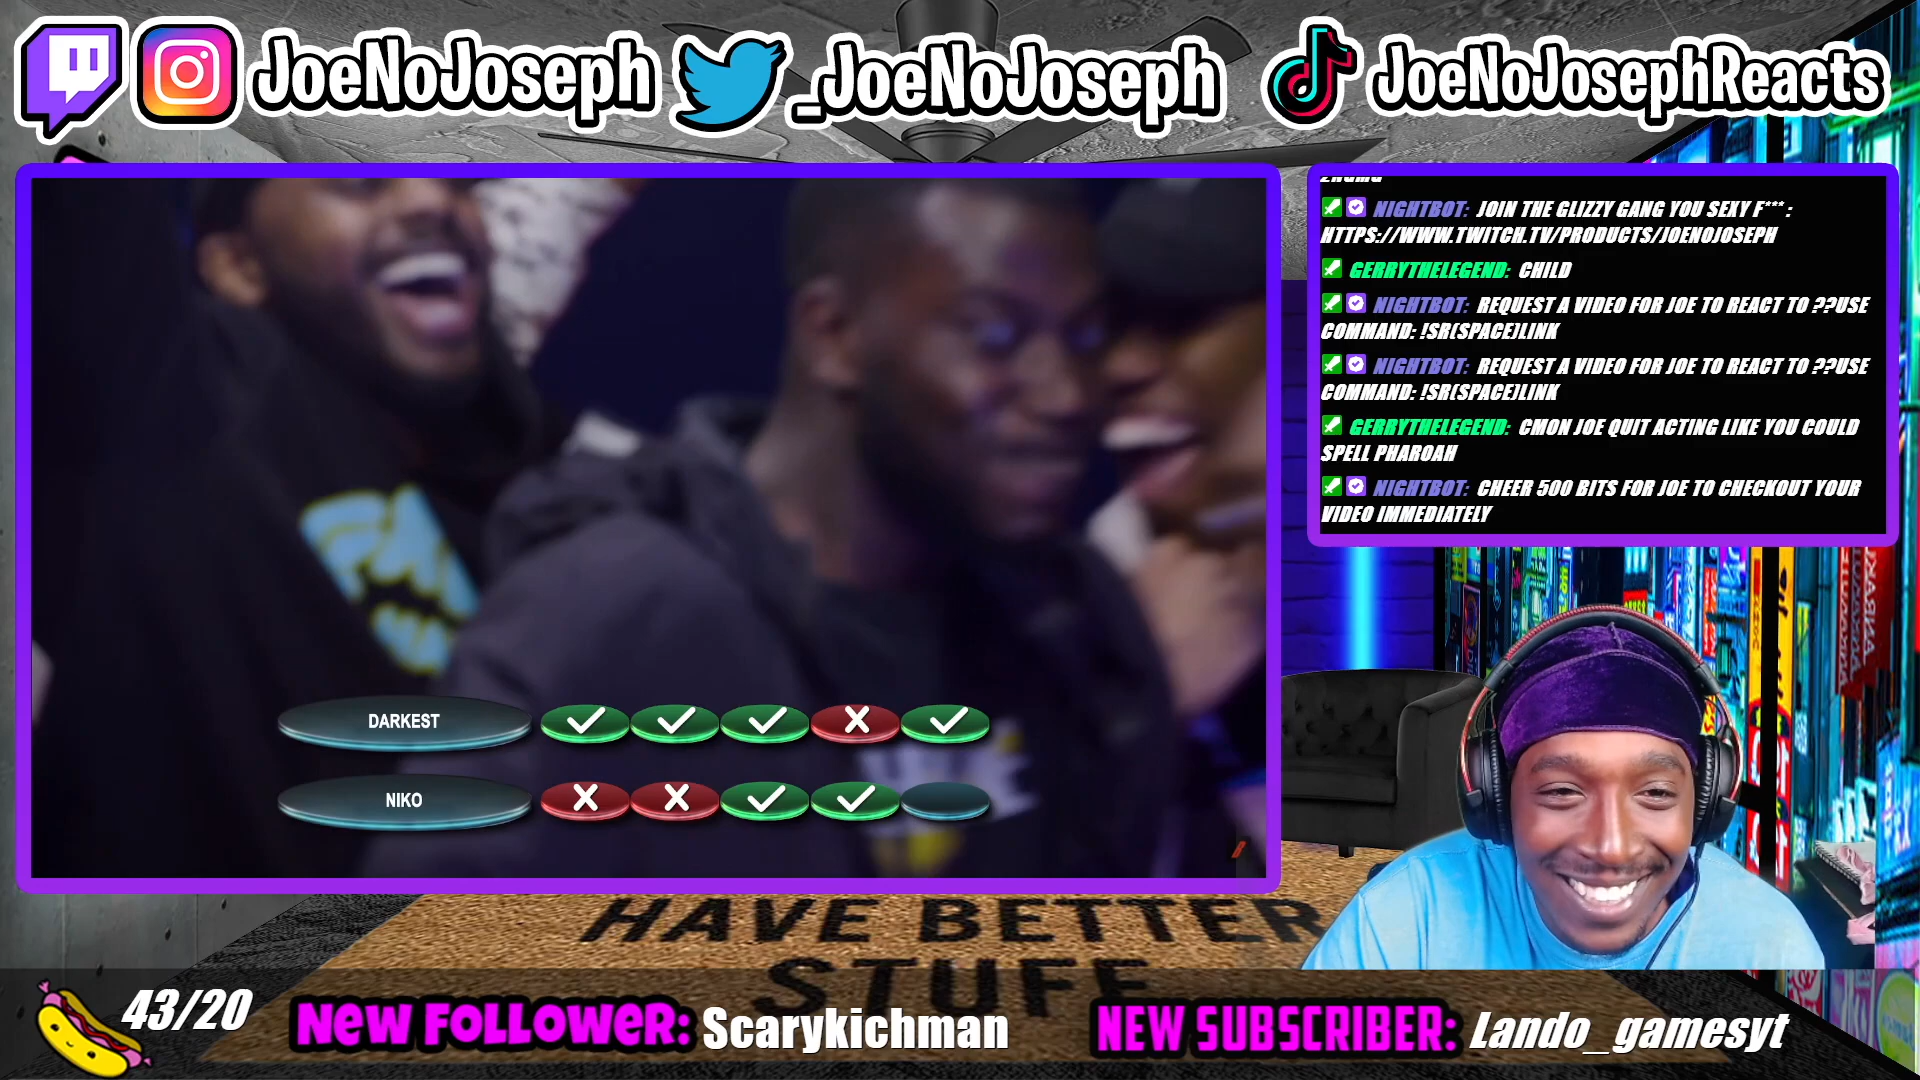 JoeNoJoseph
_JoeNoJoseph
JoeNoJosephReacts
NIGHTBOT: JOIN THE GLIZZY GANG YOU SEXY F*** :
HTTPS://WWW.TWITCH.TV/PRODUCTS/JOENOJOSEPH
GERRYTHELEGEND: CHILD
NIGHTBOT: REQUEST A VIDEO FOR JOE TO REACT TO ??USE
COMMAND: !SR(SPACE)LINK
NIGHTBOT: REQUEST A VIDEO FOR JOE TO REACT TO ??USE
COMMAND: !SR(SPACE)LINK
GERRYTHELEGEND: CMON JOE QUIT ACTING LIKE YOU COULD
SPELL PHAROAH
NIGHTBOT: CHEER 500 BITS FOR JOE TO CHECKOUT YOUR
VIDEO IMMEDIATELY
DARKEST
NIKO
HAVE BETTER
STUFF
43/20
NEW FOLLOWER: Scarykichman
NEW SUBSCRIBER: Lando_gamesyt